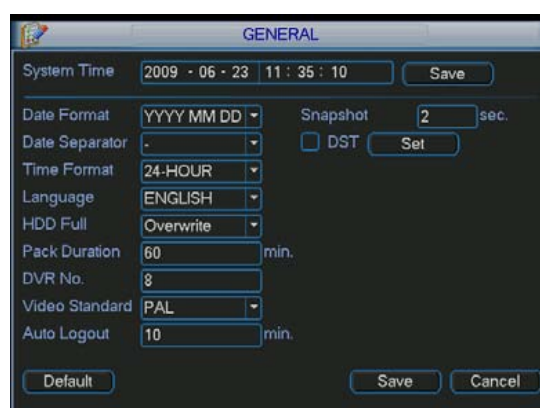 GENERAL
System Time 2009 - 06 - 23 11 : 35 : 10 Save
Date Format YYYY MM DD Snapshot 2 sec.
Date Separator - DST Set
Time Format 24-HOUR
Language ENGLISH
HDD Full Overwrite
Pack Duration 60 min.
DVR No. 8
Video Standard PAL
Auto Logout 10 min.
Default Save Cancel